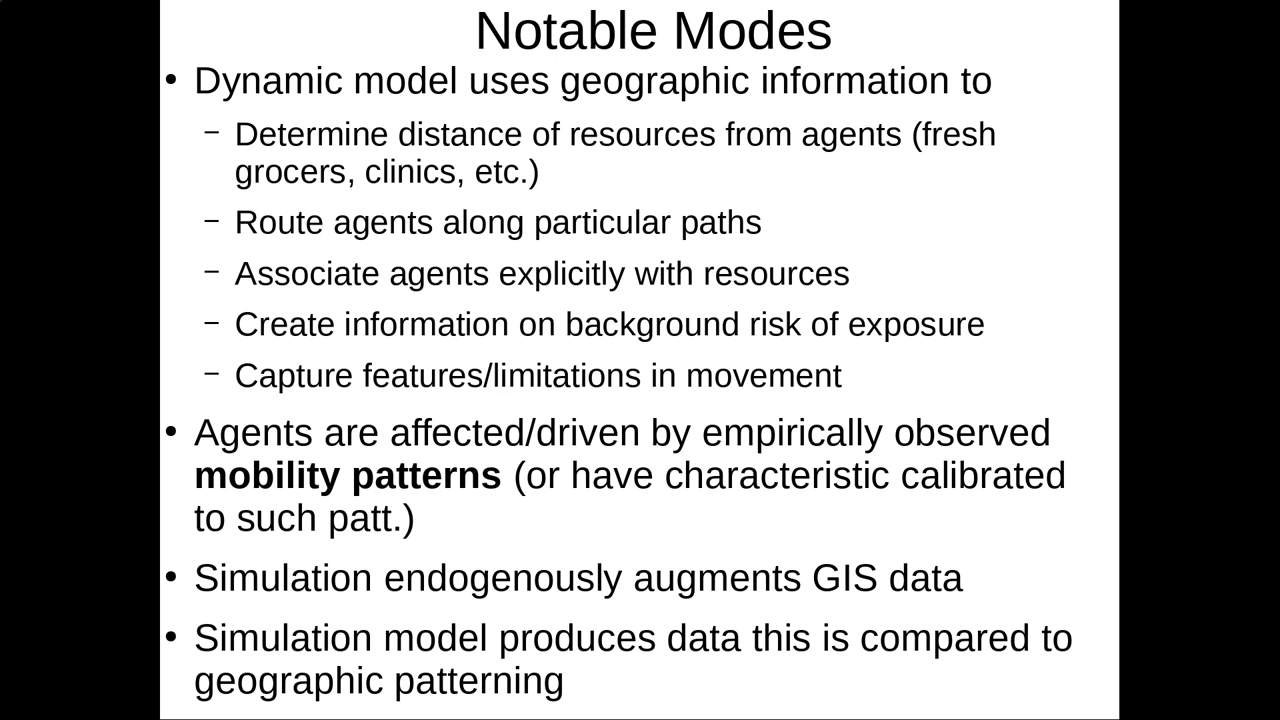 Notable Modes
• Dynamic model uses geographic information to
– Determine distance of resources from agents (fresh
grocers, clinics, etc.)
– Route agents along particular paths
– Associate agents explicitly with resources
– Create information on background risk of exposure
– Capture features/limitations in movement
• Agents are affected/driven by empirically observed
mobility patterns (or have characteristic calibrated
to such patt.)
• Simulation endogenously augments GIS data
• Simulation model produces data this is compared to
geographic patterning